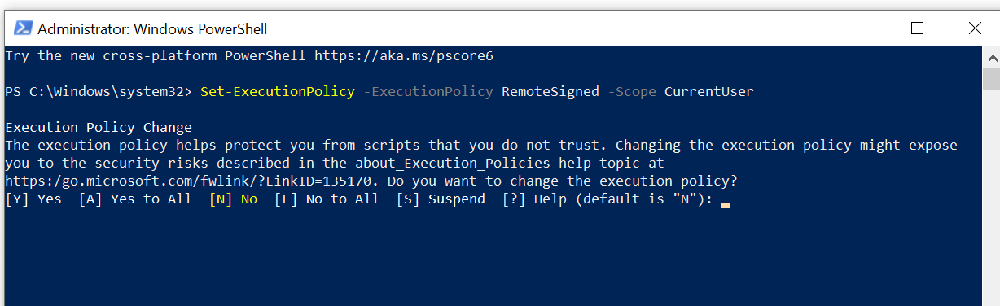 Administrator: Windows PowerShell
Try the new cross-platform PowerShell https://aka.ms/pscore6
PS C:\Windows\system32> Set-ExecutionPolicy -ExecutionPolicy RemoteSigned -Scope CurrentUser
Execution Policy Change
The execution policy helps protect you from scripts that you do not trust. Changing the execution policy might expose
you to the security risks described in the about_Execution_Policies help topic at
https:/go.microsoft.com/fwlink/?LinkID=135170. Do you want to change the execution policy?
[Y] Yes  [A] Yes to All  [N] No  [L] No to All  [S] Suspend  [?] Help (default is "N"):